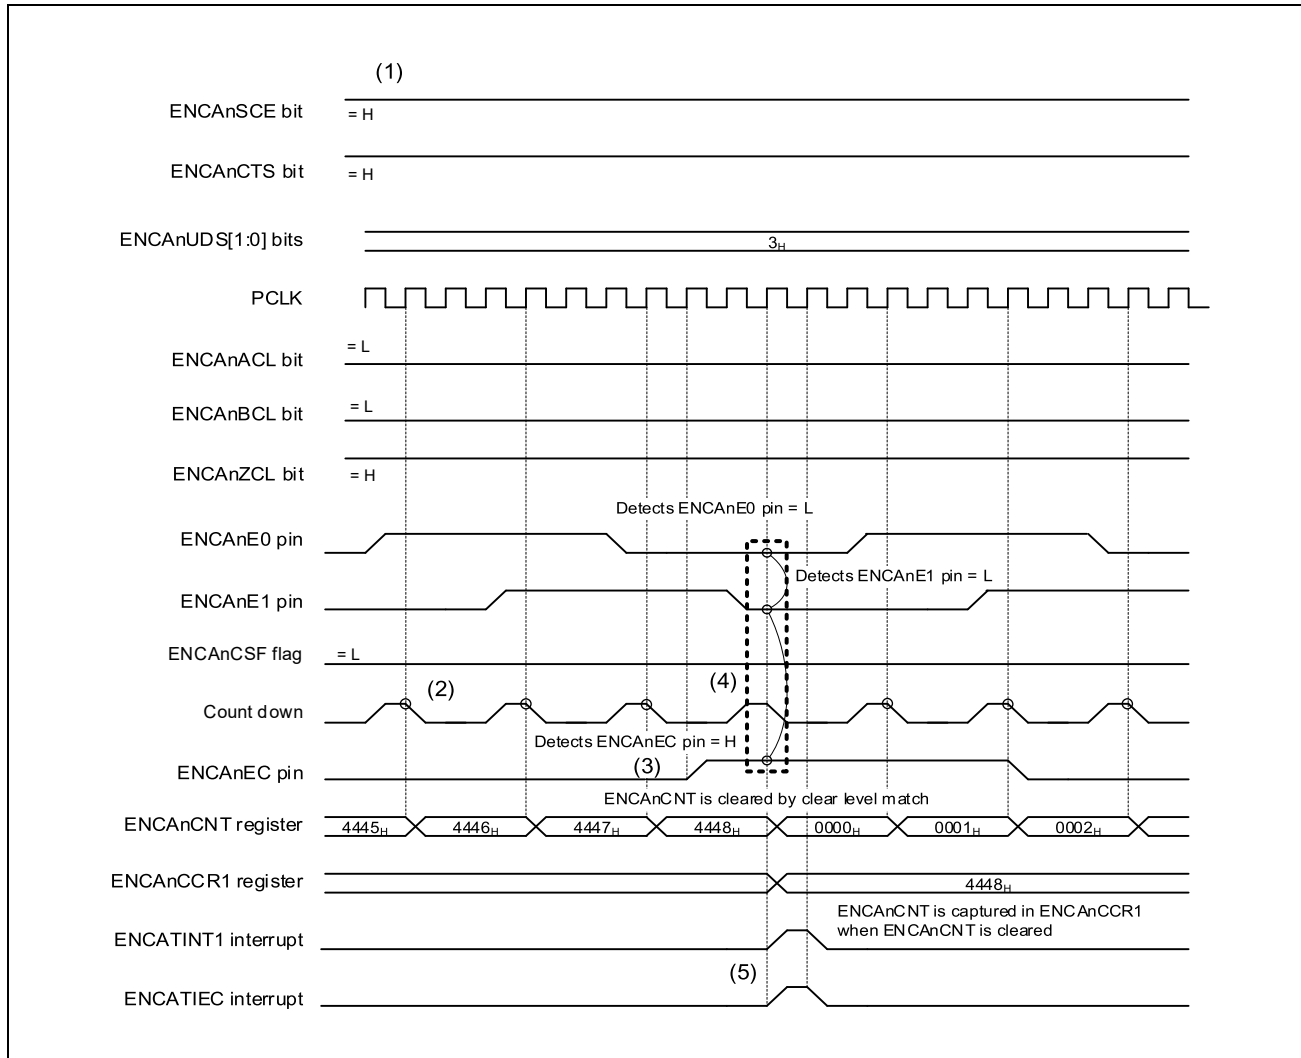 (1)
ENCAnSCE bit
= H
ENCAnCTS bit
= H
ENCAnUDS[1:0] bits
3H
PCLK
ENCAnACL bit
= L
ENCAnBCL bit
= L
ENCAnZCL bit
= H
Detects ENCAnE0 pin = L
ENCAnE0 pin
Detects ENCAnE1 pin = L
ENCAnE1 pin
ENCAnCSF flag
= L
(2)
(4)
Count down
Detects ENCAnEC pin = H
(3)
ENCAnEC pin
ENCAnCNT is cleared by clear level match
ENCAnCNT register
4445H 4446H 4447H 4448H 0000H 0001H 0002H
ENCAnCCR1 register
4448H
ENCAnCNT is captured in ENCAnCCR1
when ENCAnCNT is cleared
ENCATINT1 interrupt
(5)
ENCATIEC interrupt